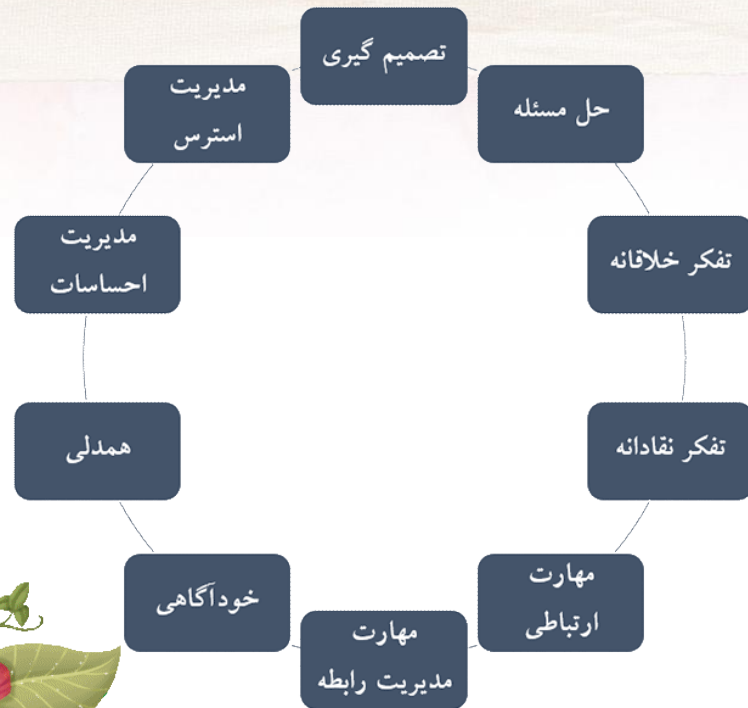 تصمیم گیری
حل مسئله
تفکر خلاقانه
تفکر نقادانه
مهارت
ارتباطی
مهارت
مدیریت رابطه
خودآگاهی
همدلی
مدیریت
احساسات
مدیریت
استرس